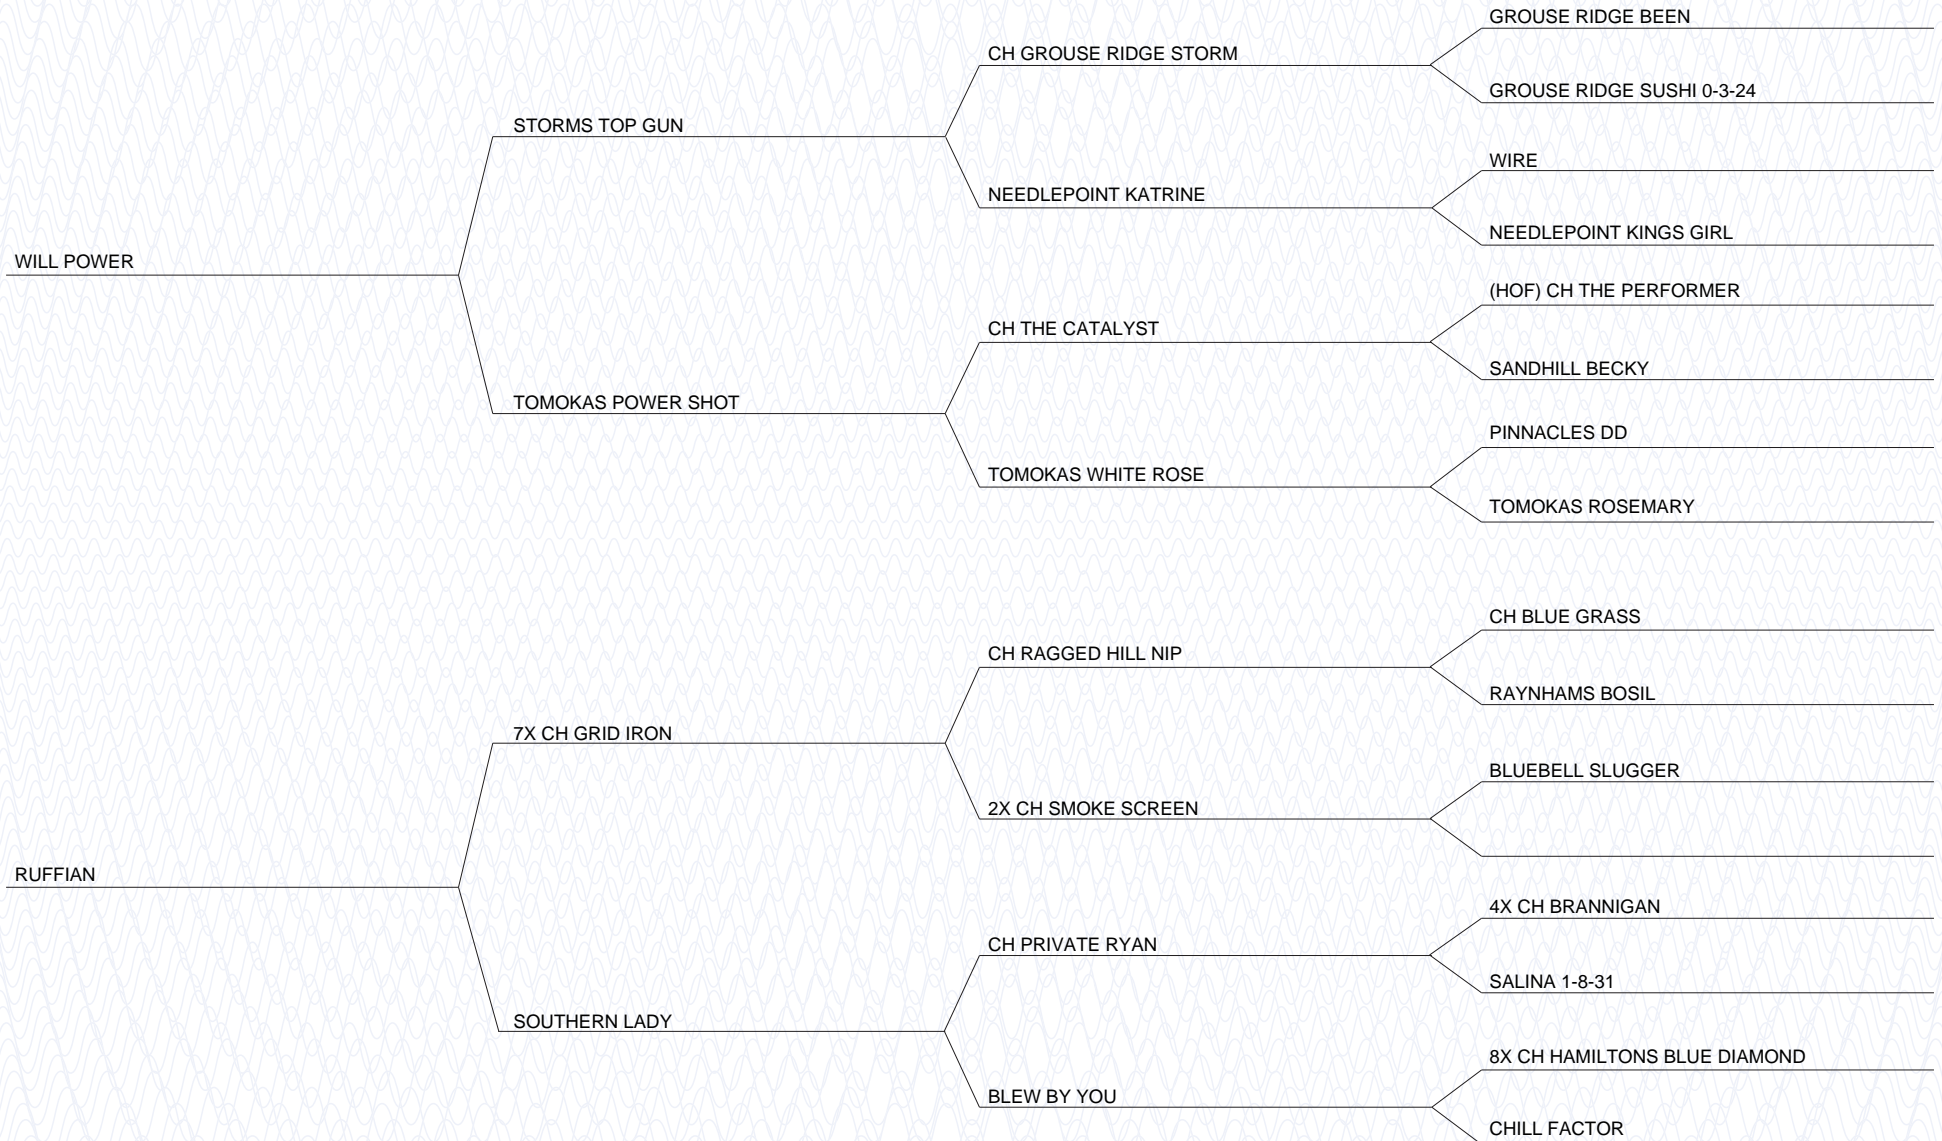 GROUSE RIDGE BEEN
CH GROUSE RIDGE STORM
GROUSE RIDGE SUSHI 0-3-24
STORMS TOP GUN
WIRE
NEEDLEPOINT KATRINE
NEEDLEPOINT KINGS GIRL
WILL POWER
(HOF) CH THE PERFORMER
CH THE CATALYST
SANDHILL BECKY
TOMOKAS POWER SHOT
PINNACLES DD
TOMOKAS WHITE ROSE
TOMOKAS ROSEMARY
CH BLUE GRASS
CH RAGGED HILL NIP
RAYNHAMS BOSIL
7X CH GRID IRON
BLUEBELL SLUGGER
2X CH SMOKE SCREEN
RUFFIAN
4X CH BRANNIGAN
CH PRIVATE RYAN
SALINA 1-8-31
SOUTHERN LADY
8X CH HAMILTONS BLUE DIAMOND
BLEW BY YOU
CHILL FACTOR